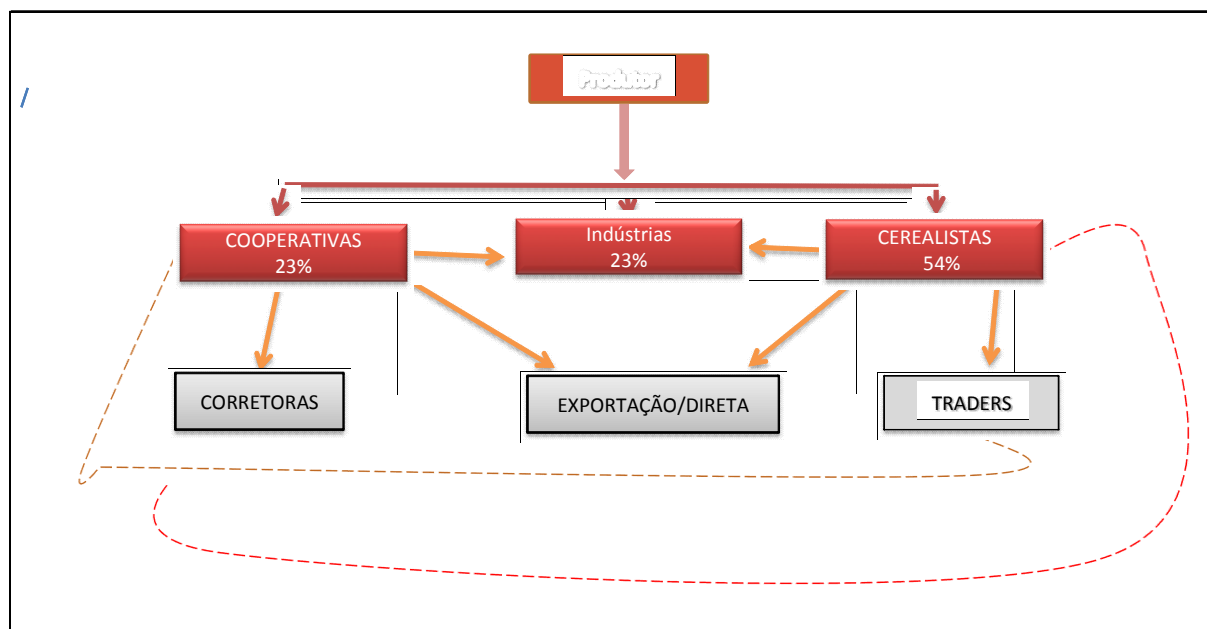 Produtor
/
COOPERATIVAS
23%
Indústrias
23%
CEREALISTAS
54%
CORRETORAS
EXPORTAÇÃO/DIRETA
TRADERS